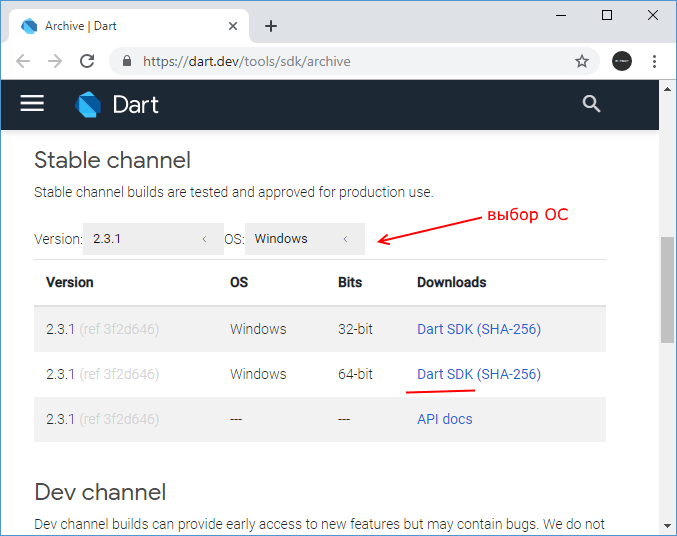 Archive | Dart
https://dart.dev/tools/sdk/archive
Dart
Stable channel
Stable channel builds are tested and approved for production use.
выбор ОС
Version: 2.3.1 OS: Windows
Version OS Bits Downloads
2.3.1 (ref 3f2d646) Windows 32-bit Dart SDK (SHA-256)
2.3.1 (ref 3f2d646) Windows 64-bit Dart SDK (SHA-256)
2.3.1 (ref 3f2d646) --- --- API docs
Dev channel
Dev channel builds can provide early access to new features but may contain bugs. We do not